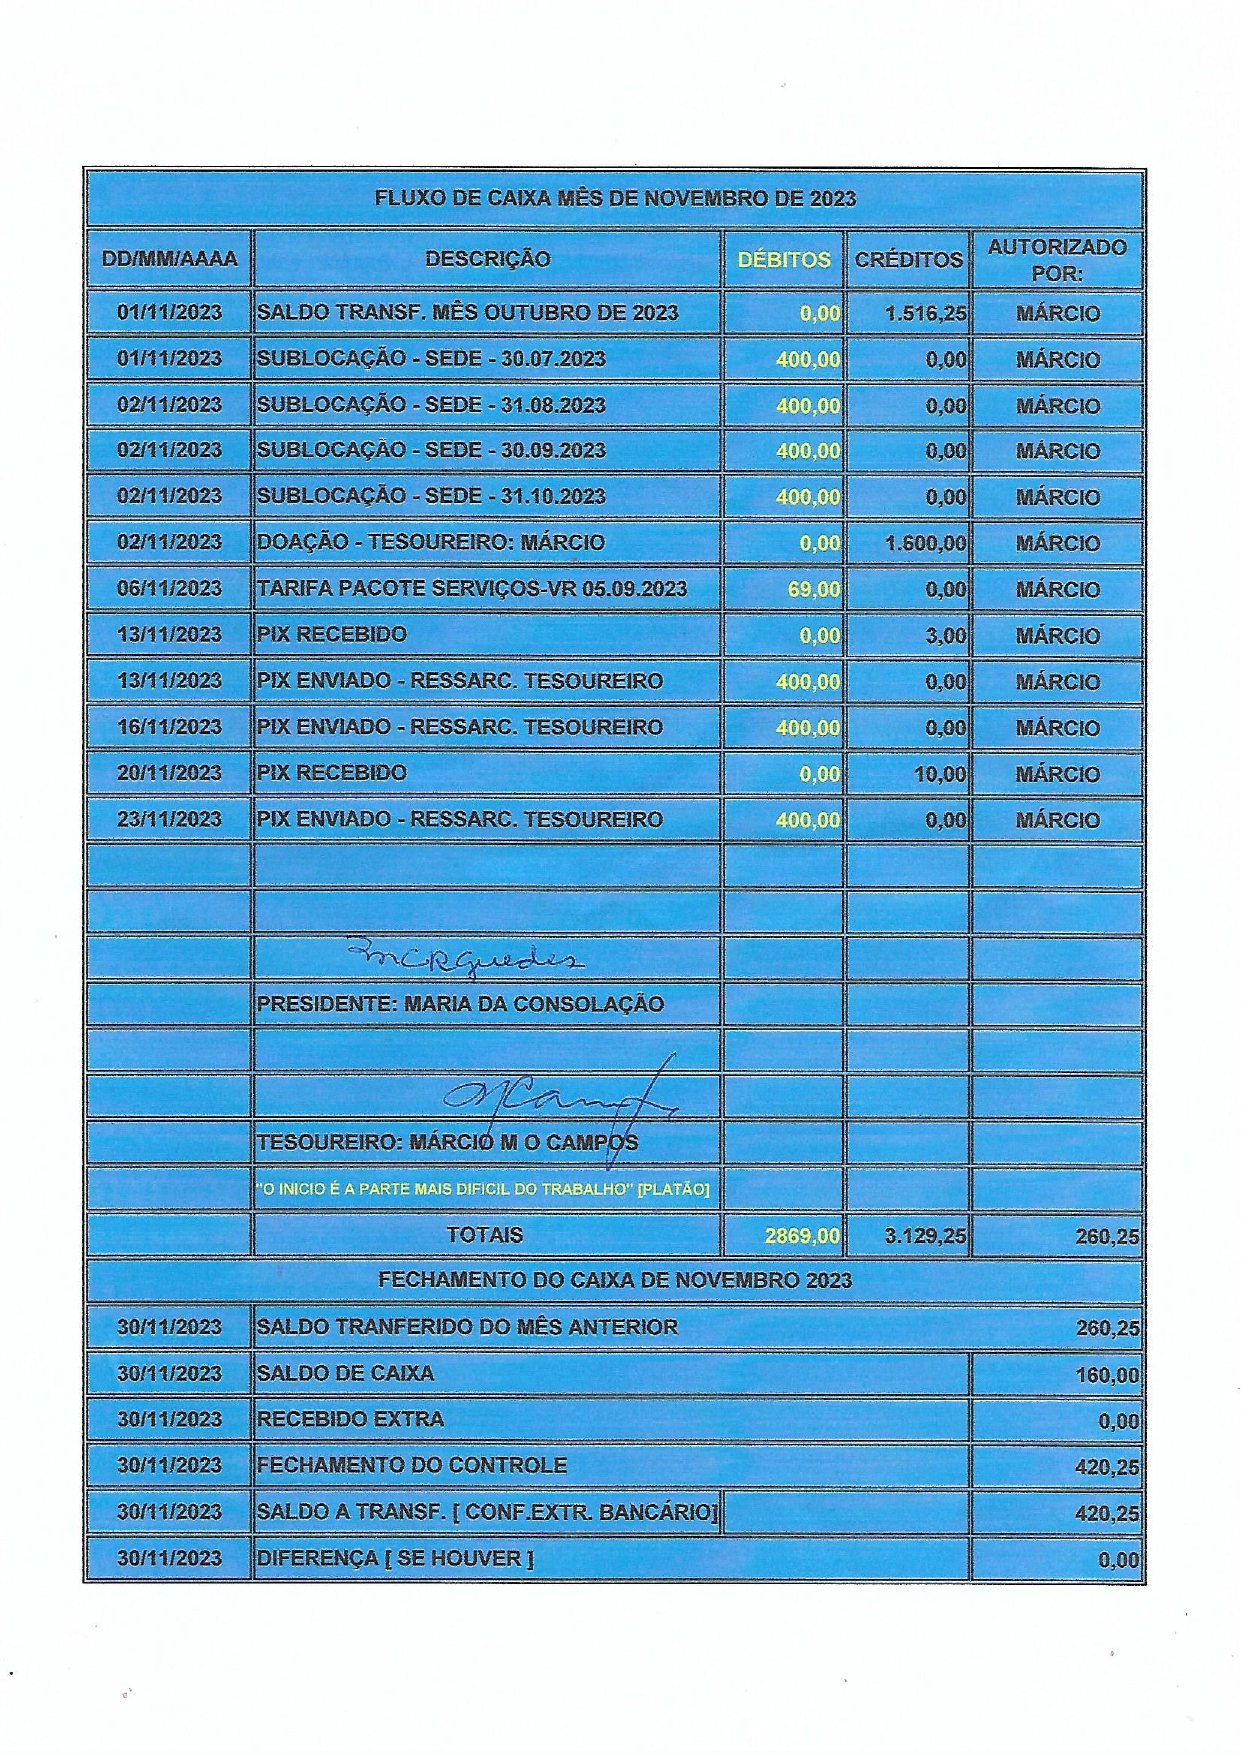 FLUXO DE CAIXA MÊS DE NOVEMBRO DE 2023
DD/MM/AAAA DESCRIÇÃO DÉBITOS CRÉDITOS AUTORIZADO POR:
01/11/2023 SALDO TRANSF. MÊS OUTUBRO DE 2023 0,00 1.516,25 MÁRCIO
01/11/2023 SUBLOCAÇÃO - SEDE - 30.07.2023 400,00 0,00 MÁRCIO
02/11/2023 SUBLOCAÇÃO - SEDE - 31.08.2023 400,00 0,00 MÁRCIO
02/11/2023 SUBLOCAÇÃO - SEDE - 30.09.2023 400,00 0,00 MÁRCIO
02/11/2023 SUBLOCAÇÃO - SEDE - 31.10.2023 400,00 0,00 MÁRCIO
02/11/2023 DOAÇÃO - TESOUREIRO: MÁRCIO 0,00 1.600,00 MÁRCIO
06/11/2023 TARIFA PACOTE SERVIÇOS-VR 05.09.2023 69,00 0,00 MÁRCIO
13/11/2023 PIX RECEBIDO 0,00 3,00 MÁRCIO
13/11/2023 PIX ENVIADO - RESSARC. TESOUREIRO 400,00 0,00 MÁRCIO
16/11/2023 PIX ENVIADO - RESSARC. TESOUREIRO 400,00 0,00 MÁRCIO
20/11/2023 PIX RECEBIDO 0,00 10,00 MÁRCIO
23/11/2023 PIX ENVIADO - RESSARC. TESOUREIRO 400,00 0,00 MÁRCIO
PRESIDENTE: MARIA DA CONSOLAÇÃO
TESOUREIRO: MÁRCIO M O CAMPOS
"O INICIO É A PARTE MAIS DIFICIL DO TRABALHO" [PLATÃO]
TOTAIS 2869,00 3.129,25 260,25
FECHAMENTO DO CAIXA DE NOVEMBRO 2023
30/11/2023 SALDO TRANFERIDO DO MÊS ANTERIOR 260,25
30/11/2023 SALDO DE CAIXA 160,00
30/11/2023 RECEBIDO EXTRA 0,00
30/11/2023 FECHAMENTO DO CONTROLE 420,25
30/11/2023 SALDO A TRANSF. [ CONF.EXTR. BANCÁRIO] 420,25
30/11/2023 DIFERENÇA [ SE HOUVER ] 0,00